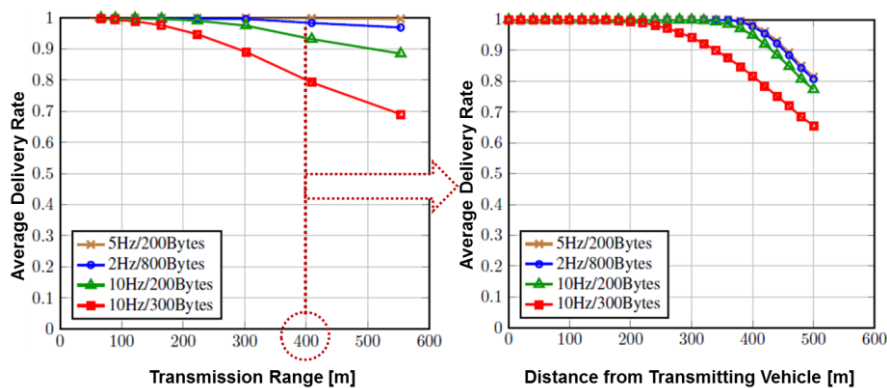 Average Delivery Rate
1
0.9
0.8
0.7
0.6
0.5
0.4
0.3
0.2
0.1
0
5Hz/200Bytes
2Hz/800Bytes
10Hz/200Bytes
10Hz/300Bytes
0 100 200 300 400 500 600
Transmission Range [m]
Average Delivery Rate
1
0.9
0.8
0.7
0.6
0.5
0.4
0.3
0.2
0.1
0
5Hz/200Bytes
2Hz/800Bytes
10Hz/200Bytes
10Hz/300Bytes
0 100 200 300 400 500 600
Distance from Transmitting Vehicle [m]